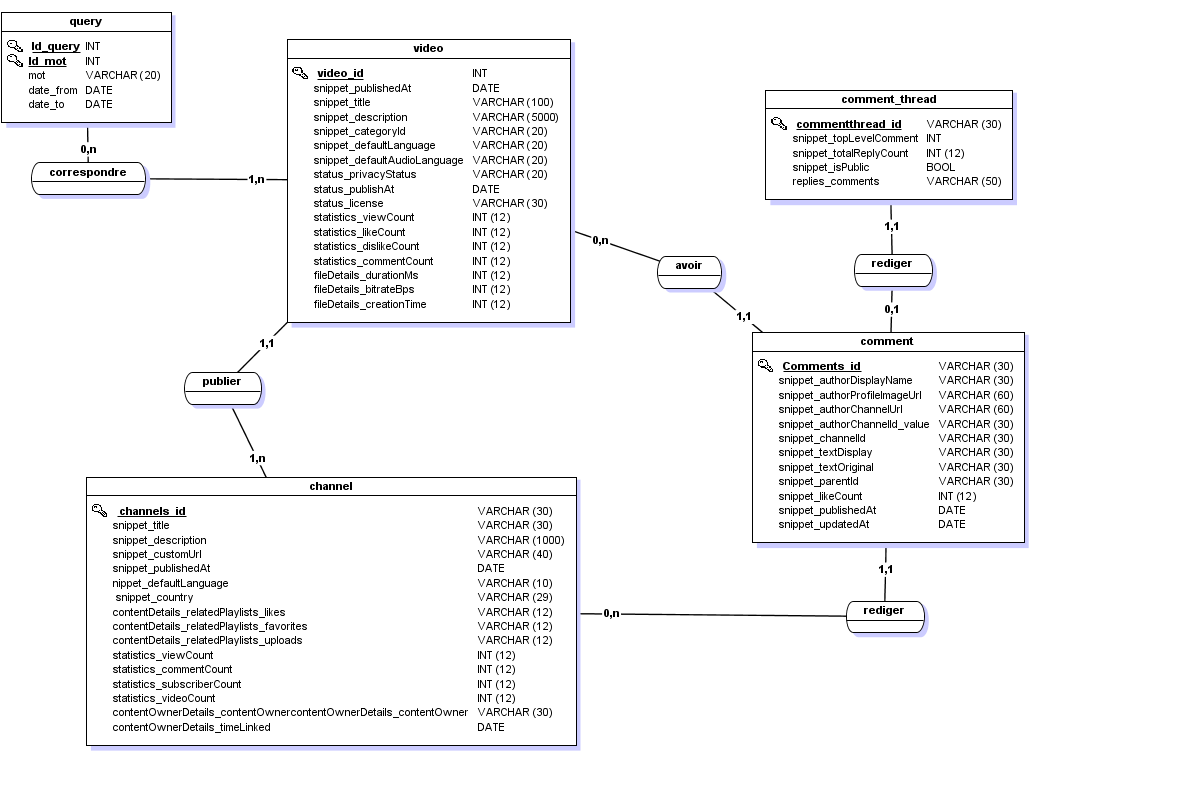 query
Id_query INT
Id_mot INT
mot VARCHAR (20)
date_from DATE
date_to DATE
0,n
correspondre
1,n
video
video_id INT
snippet_publishedAt DATE
snippet_title VARCHAR (100)
snippet_description VARCHAR (5000)
snippet_categoryId VARCHAR (20)
snippet_defaultLanguage VARCHAR (20)
snippet_defaultAudioLanguage VARCHAR (20)
status_privacyStatus VARCHAR (20)
status_publishAt DATE
status_license VARCHAR (30)
statistics_viewCount INT (12)
statistics_likeCount INT (12)
statistics_dislikeCount INT (12)
statistics_commentCount INT (12)
fileDetails_durationMs INT (12)
fileDetails_bitrateBps INT (12)
fileDetails_creationTime INT (12)
comment_thread
commentthread_id VARCHAR (30)
snippet_topLevelComment INT
snippet_totalReplyCount INT (12)
snippet_isPublic BOOL
replies_comments VARCHAR (50)
1,1
rediger
0,1
0,n
avoir
1,1
comment
Comments_id VARCHAR (30)
snippet_authorDisplayName VARCHAR (30)
snippet_authorProfileImageUrl VARCHAR (60)
snippet_authorChannelUrl VARCHAR (60)
snippet_authorChannelId_value VARCHAR (30)
snippet_channelId VARCHAR (30)
snippet_textDisplay VARCHAR (30)
snippet_textOriginal VARCHAR (30)
snippet_parentId VARCHAR (30)
snippet_likeCount INT (12)
snippet_publishedAt DATE
snippet_updatedAt DATE
1,1
publier
1,n
channel
channels_id VARCHAR (30)
snippet_title VARCHAR (30)
snippet_description VARCHAR (1000)
snippet_customUrl VARCHAR (40)
snippet_publishedAt DATE
nippet_defaultLanguage VARCHAR (10)
snippet_country VARCHAR (29)
contentDetails_relatedPlaylists_likes VARCHAR (12)
contentDetails_relatedPlaylists_favorites VARCHAR (12)
contentDetails_relatedPlaylists_uploads VARCHAR (12)
statistics_viewCount INT (12)
statistics_commentCount INT (12)
statistics_subscriberCount INT (12)
statistics_videoCount INT (12)
contentOwnerDetails_contentOwnercontentOwnerDetails_contentOwner VARCHAR (30)
contentOwnerDetails_timeLinked DATE
1,1
rediger
0,n